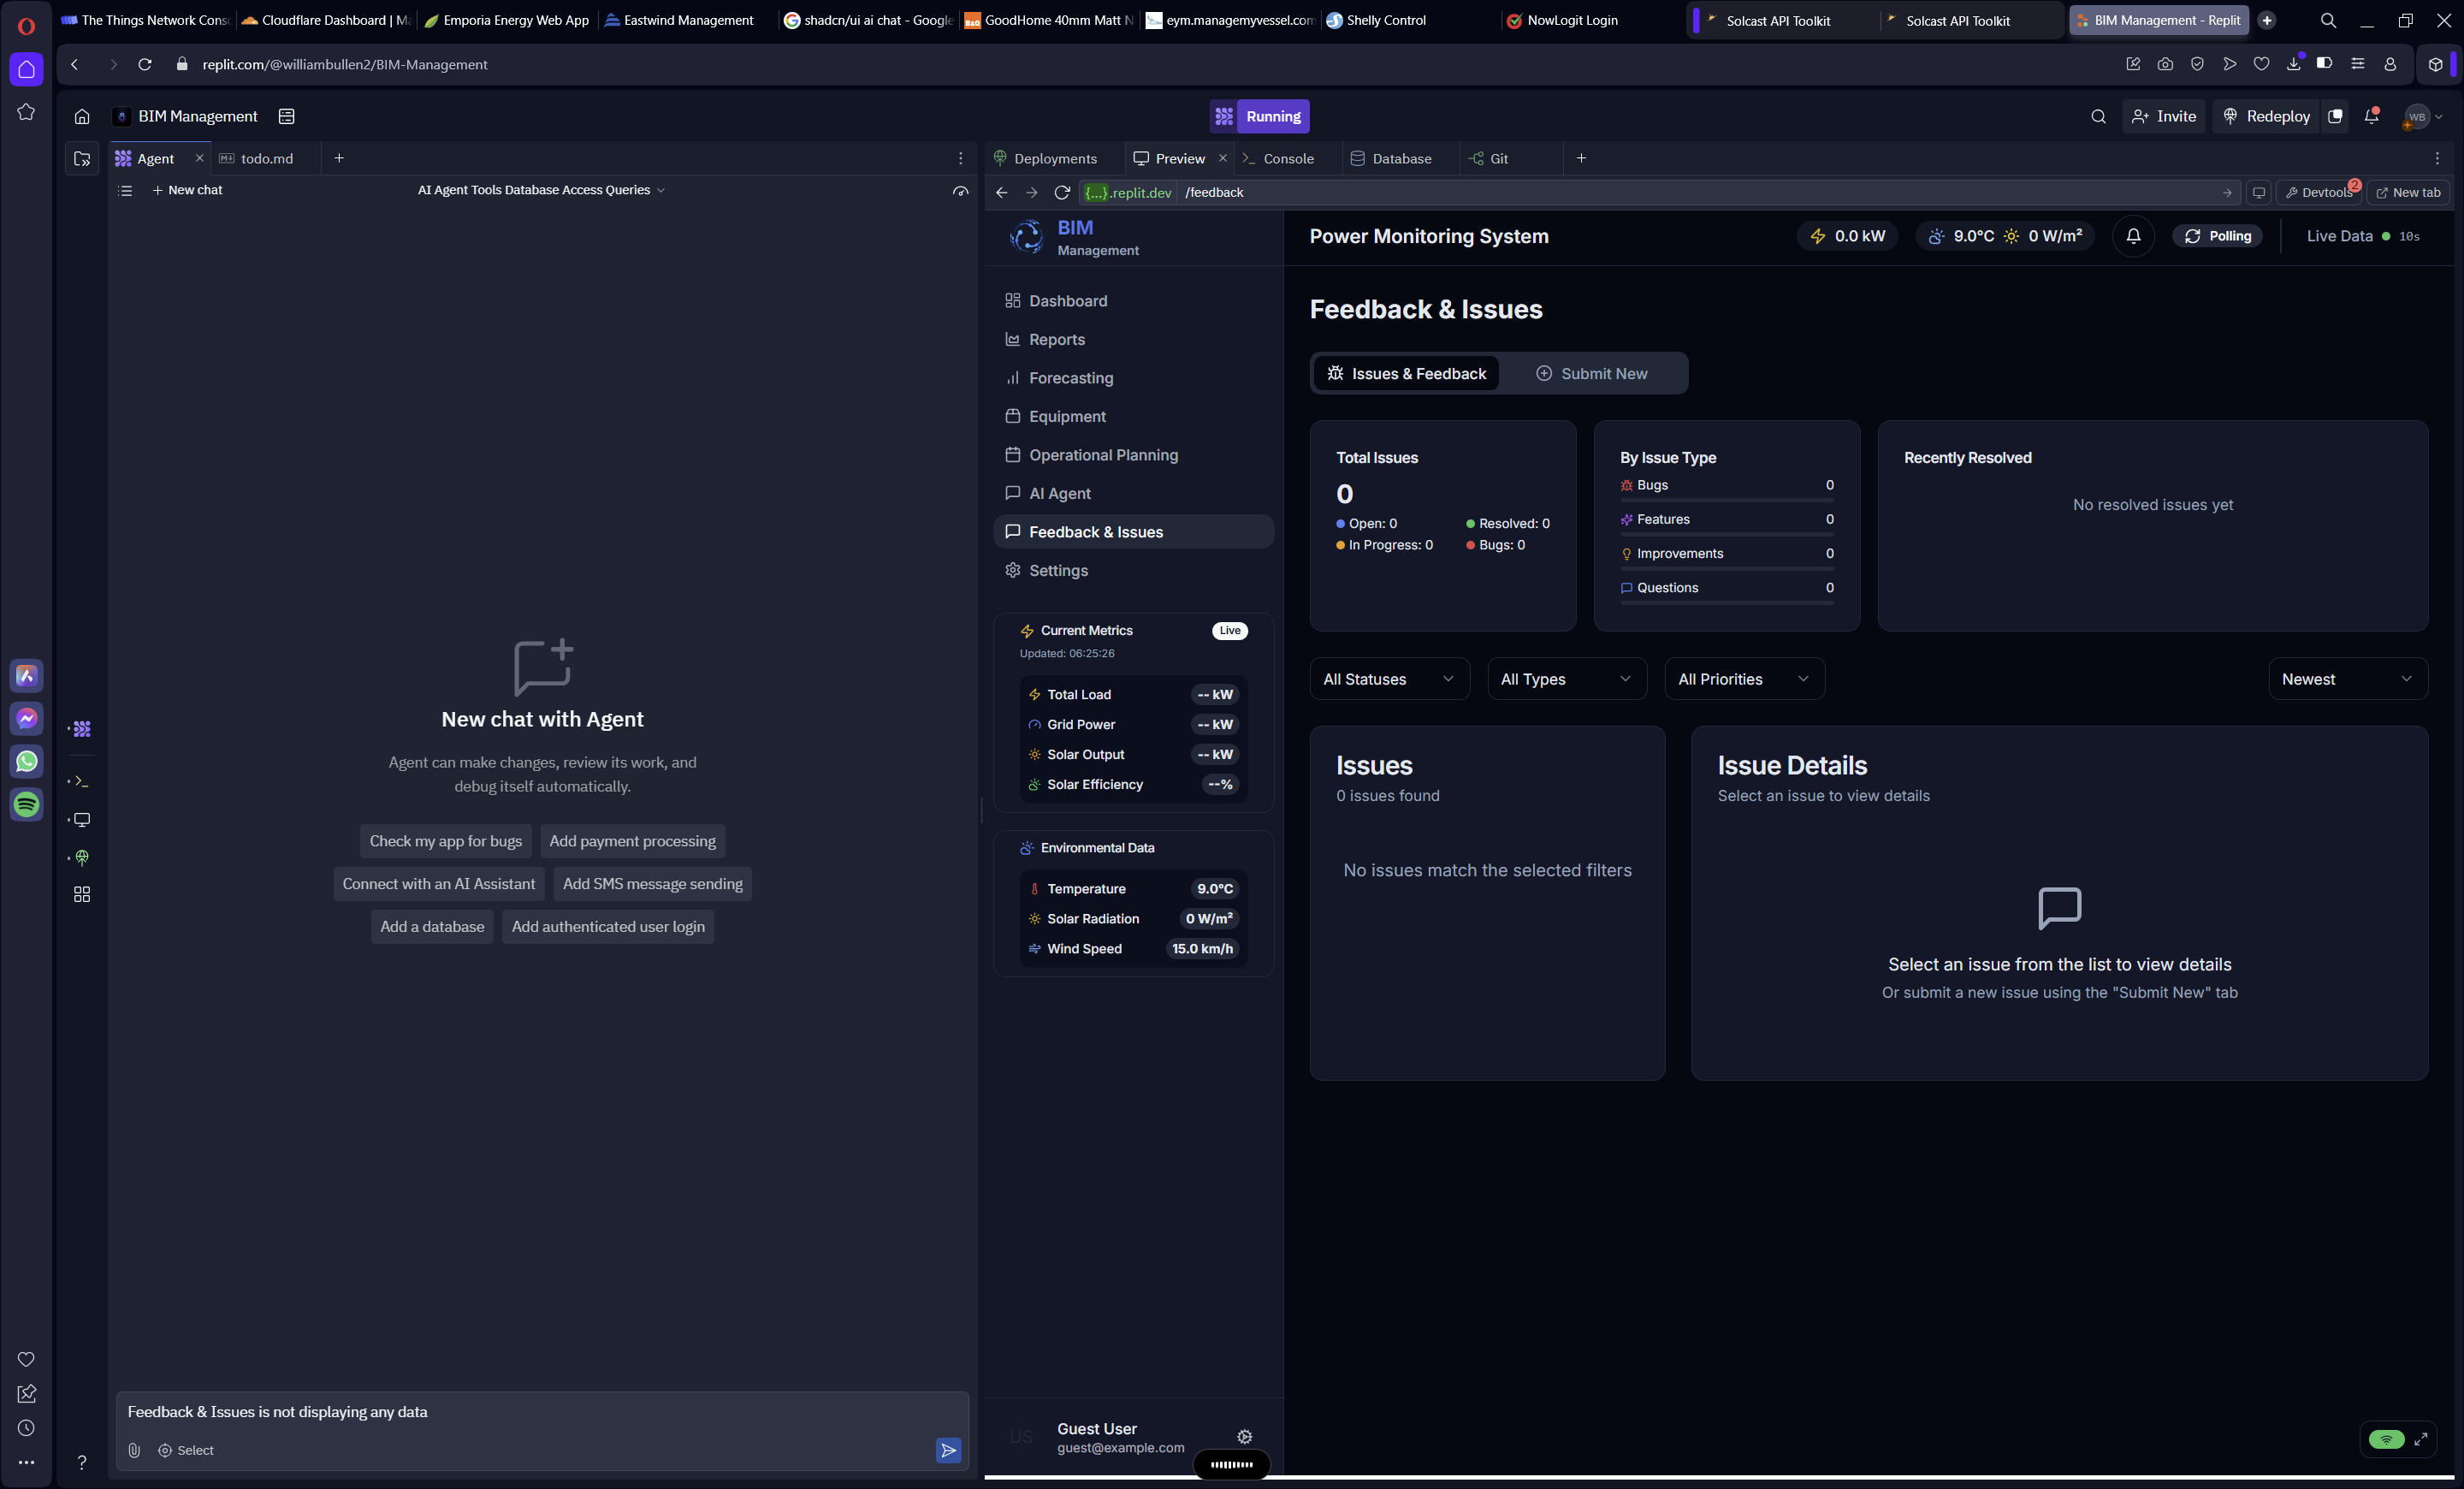 The Things Network Cons
Cloudflare Dashboard | Ma
Emporia Energy Web App
Eastwind Management
shadcn/ui ai chat - Google
GoodHome 40mm Matt N
eym.managemyvessel.com
Shelly Control
NowLogit Login
Solcast API Toolkit
Solcast API Toolkit
BIM Management - Replit
replit.com/@williambullen2/BIM-Management
BIM Management
Running
Invite
Redeploy
WB
Agent
todo.md
New chat
AI Agent Tools Database Access Queries
New chat with Agent
Agent can make changes, review its work, and
debug itself automatically.
Check my app for bugs
Add payment processing
Connect with an AI Assistant
Add SMS message sending
Add a database
Add authenticated user login
Feedback & Issues is not displaying any data
Select
Deployments
Preview
Console
Database
Git
{...}.replit.dev
/feedback
Devtools
2
New tab
BIM
Management
Dashboard
Reports
Forecasting
Equipment
Operational Planning
AI Agent
Feedback & Issues
Settings
Current Metrics
Live
Updated: 06:25:26
Total Load
-- kW
Grid Power
-- kW
Solar Output
-- kW
Solar Efficiency
--%
Environmental Data
Temperature
9.0°C
Solar Radiation
0 W/m²
Wind Speed
15.0 km/h
US
Guest User
guest@example.com
Power Monitoring System
0.0 kW
9.0°C
0 W/m²
Polling
Live Data
10s
Feedback & Issues
Issues & Feedback
Submit New
Total Issues
0
Open: 0
Resolved: 0
In Progress: 0
Bugs: 0
By Issue Type
Bugs
0
Features
0
Improvements
0
Questions
0
Recently Resolved
No resolved issues yet
All Statuses
All Types
All Priorities
Newest
Issues
0 issues found
No issues match the selected filters
Issue Details
Select an issue to view details
Select an issue from the list to view details
Or submit a new issue using the "Submit New" tab